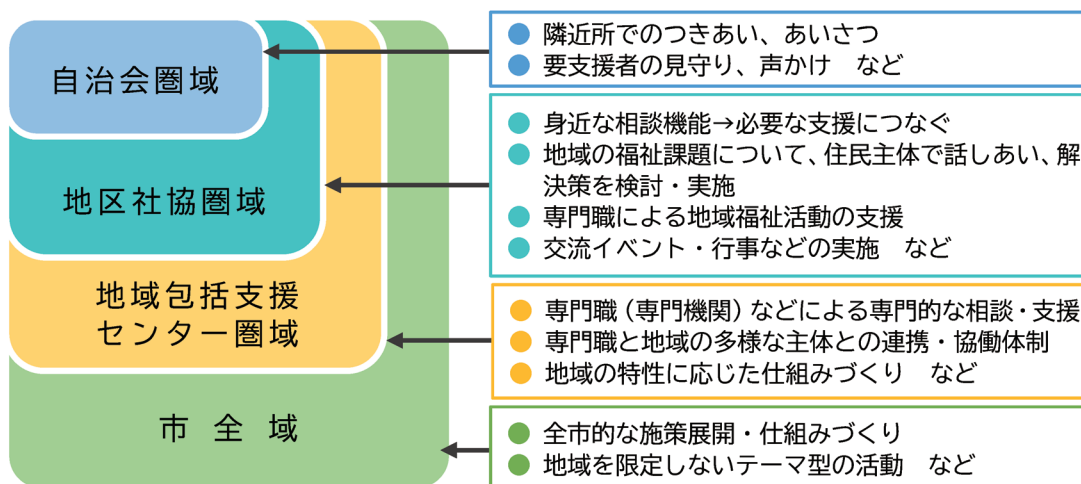 自治会圏域
地区社協圏域
地域包括支援
センター圏域
市全域
● 隣近所でのつきあい、あいさつ
● 要支援者の見守り、声かけ　など
● 身近な相談機能→必要な支援につなぐ
● 地域の福祉課題について、住民主体で話しあい、解
決策を検討・実施
● 専門職による地域福祉活動の支援
● 交流イベント・行事などの実施　など
● 専門職（専門機関）などによる専門的な相談・支援
● 専門職と地域の多様な主体との連携・協働体制
● 地域の特性に応じた仕組みづくり　など
● 全市的な施策展開・仕組みづくり
● 地域を限定しないテーマ型の活動　など